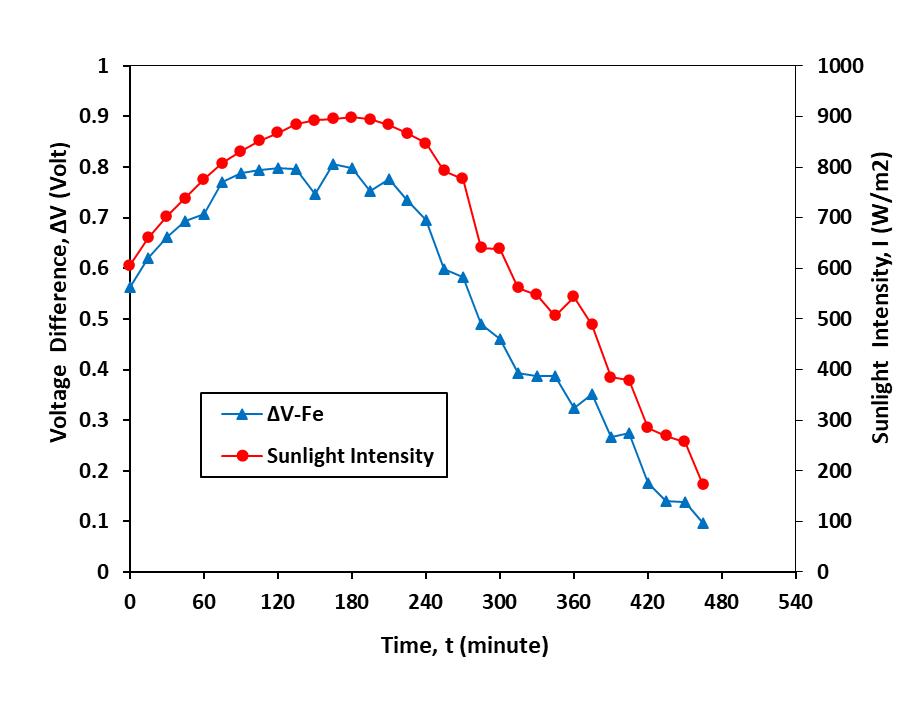 1 1000
0.9 900
0.8 800
0.7 700
0.6 600
0.5 500
0.4 400
0.3 300
0.2 200
0.1 100
0 0
Voltage Difference, ΔV (Volt)
Sunlight Intensity, I (W/m2)
ΔV-Fe
Sunlight Intensity
0 60 120 180 240 300 360 420 480 540
Time, t (minute)